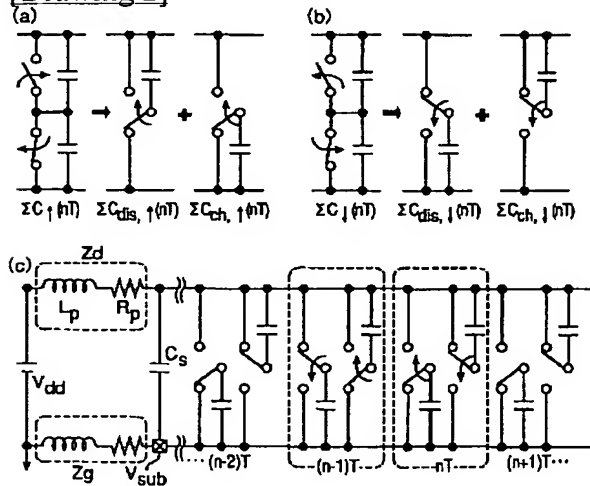 (a)
(b)
ΣC↑(nT) ΣCdis,↑(nT) ΣCch,↑(nT)
ΣC↓(nT) ΣCdis,↓(nT) ΣCch,↓(nT)
(c)
Zd
Lp Rp
Cs
Vdd
Zg Vsub
···(n-2)T (n-1)T··· ···nT··· (n+1)T···